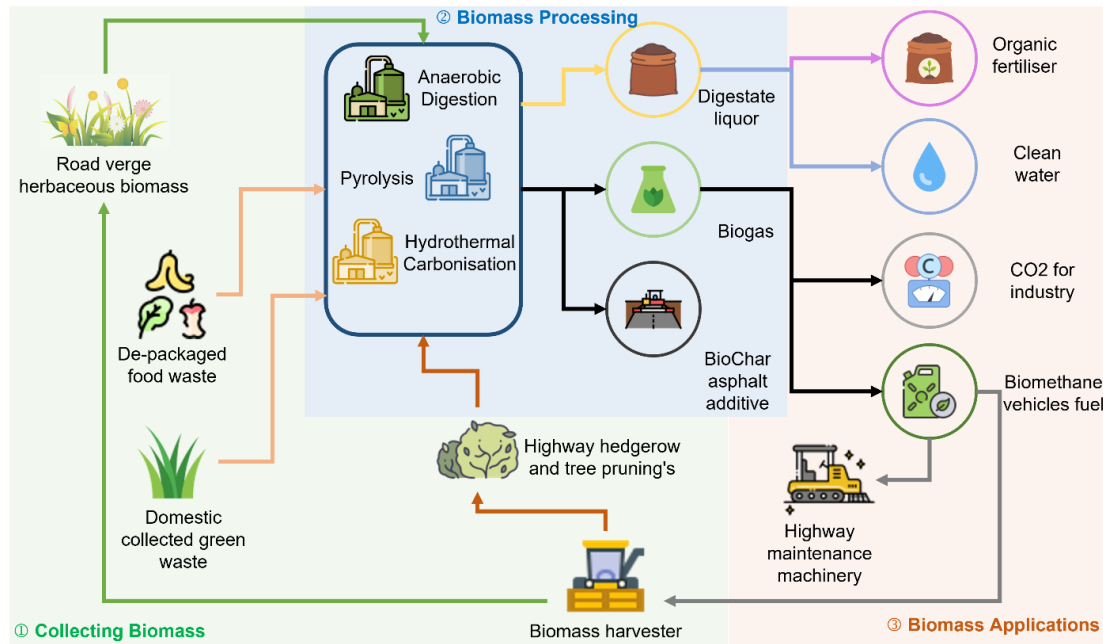 ② Biomass Processing
Anaerobic
Digestion
Pyrolysis
Hydrothermal
Carbonisation
Road verge
herbaceous biomass
De-packaged
food waste
Domestic
collected green
waste
Highway hedgerow
and tree pruning's
Biomass harvester
① Collecting Biomass
Digestate
liquor
Biogas
BioChar
asphalt
additive
Organic
fertiliser
Clean
water
C
CO2 for
industry
Biomethane
vehicles fuel
Highway
maintenance
machinery
③ Biomass Applications